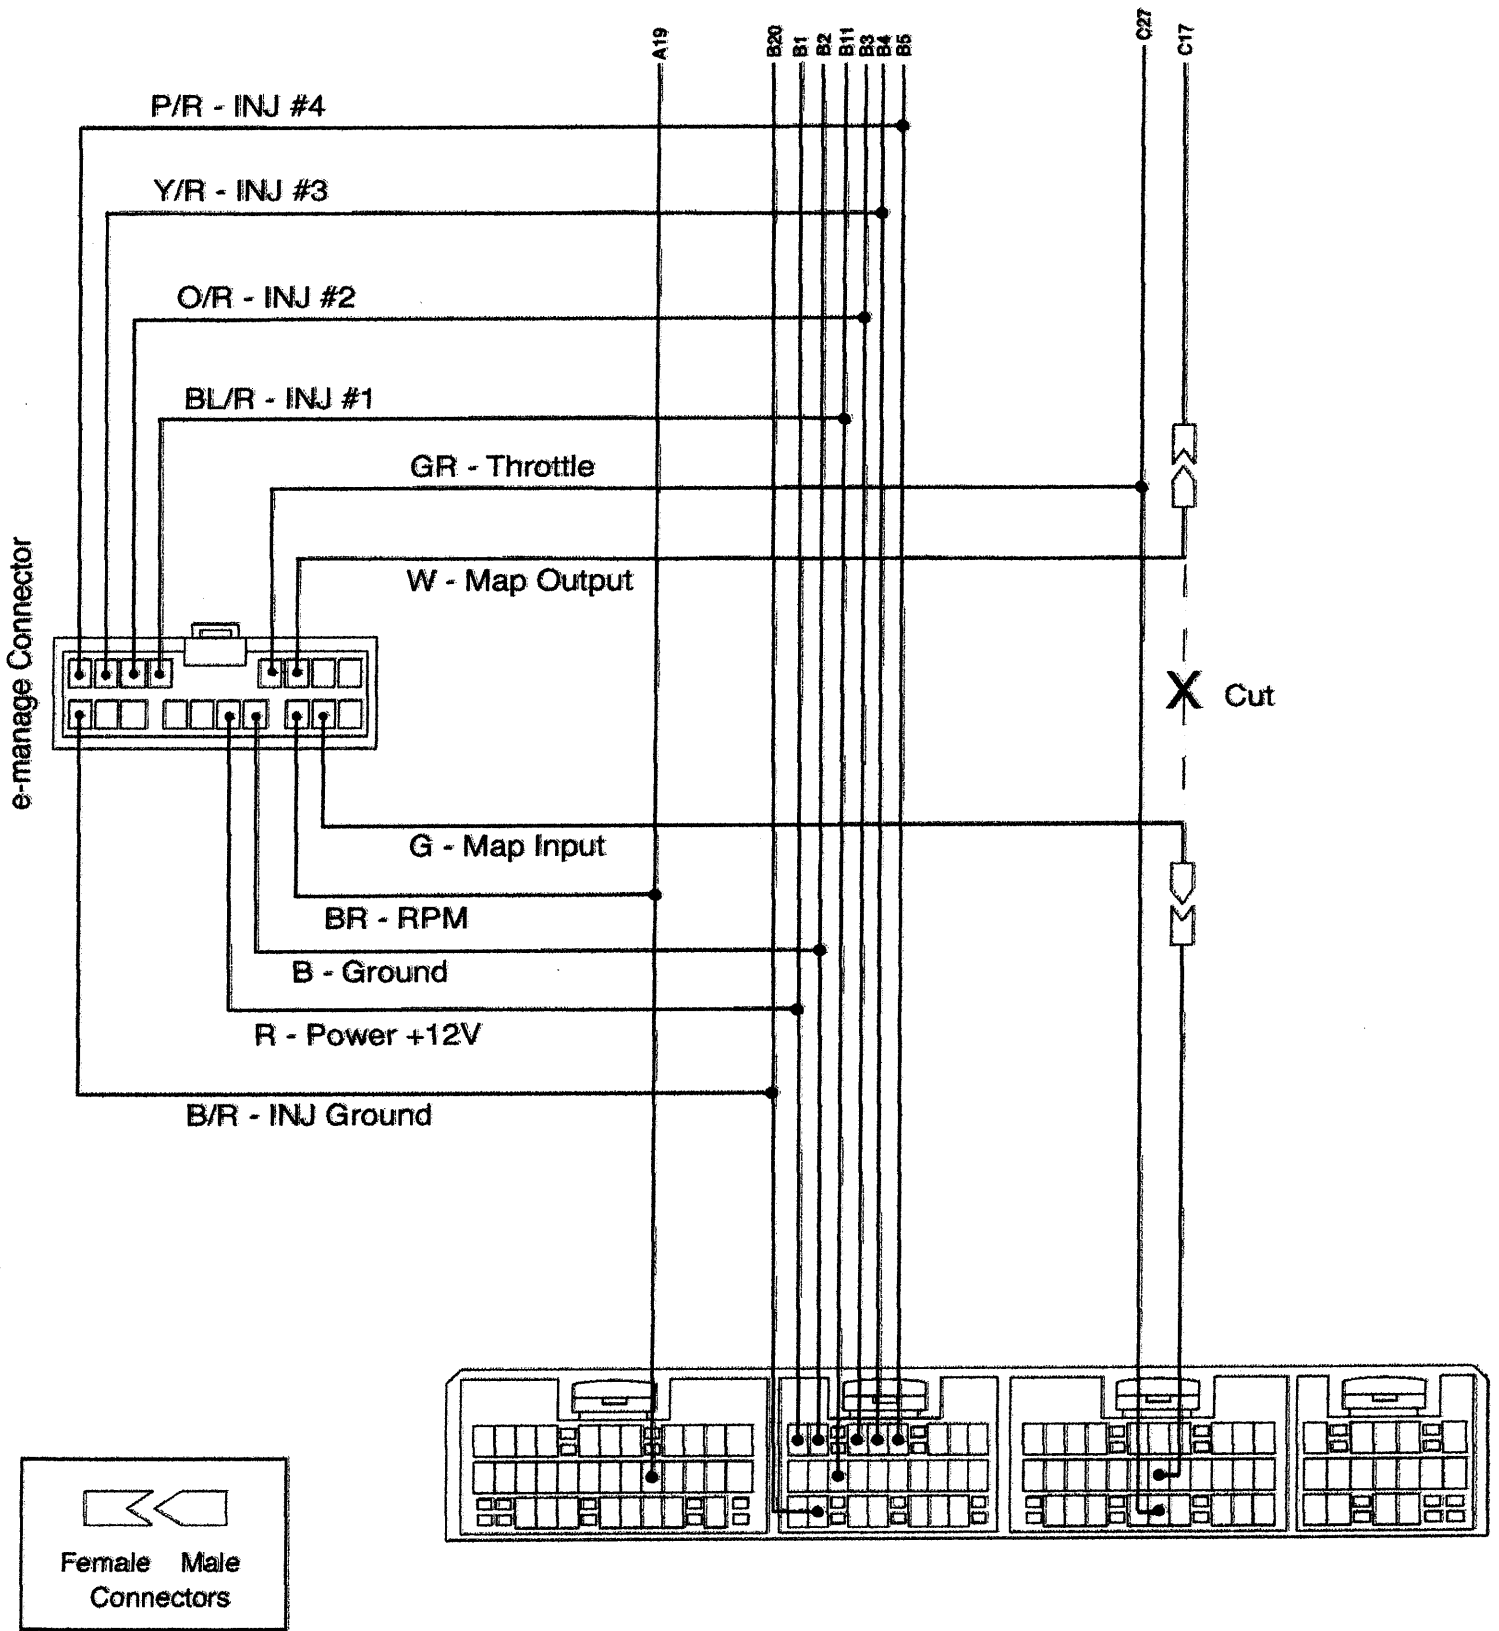 A19
B20
B1
B2
B11
B3
B4
B5
C27
C17
P/R - INJ #4
Y/R - INJ #3
O/R - INJ #2
BL/R - INJ #1
GR - Throttle
W - Map Output
e-manage Connector
X Cut
G - Map Input
BR - RPM
B - Ground
R - Power +12V
B/R - INJ Ground
Female Male
Connectors